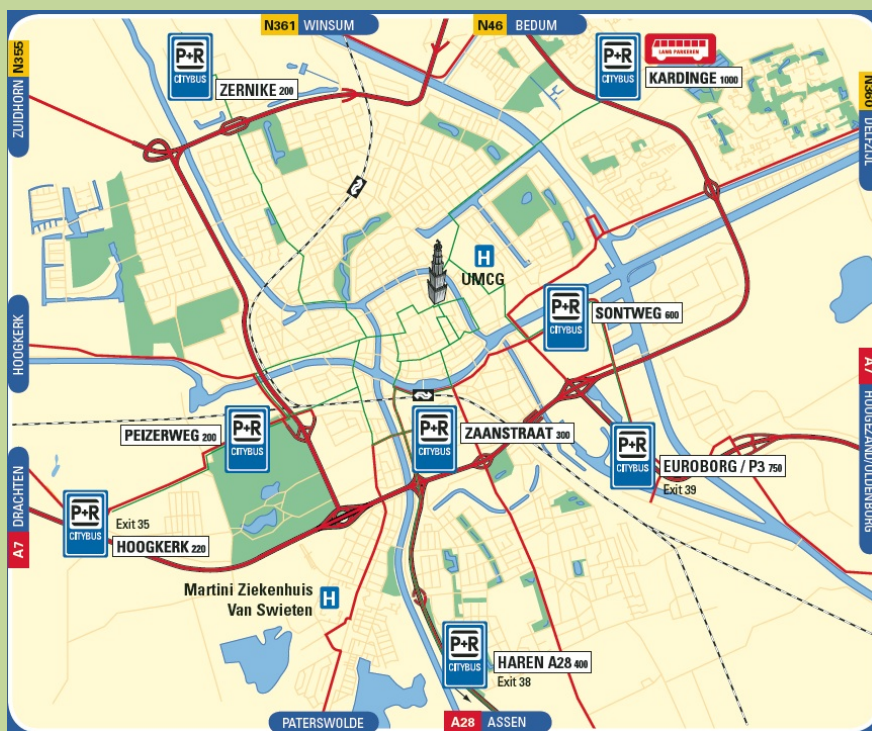 N361 WINSUM
N46 BEDUM
N355
ZUIDHORN
P+R
CITYBUS
ZERNIKE 200
P+R
CITYBUS
LANG PARKEREN
KARDINGE 1000
N360
DELFZIJL
H
UMCG
P+R
CITYBUS
SONTWEG 600
HOOGKERK
A7
HOOGEZAND/OLDENBURG
PEIZERWEG 200
P+R
CITYBUS
P+R
CITYBUS
ZAANSTRAAT 300
P+R
CITYBUS
EUROBORG / P3 750
Exit 39
DRACHTEN
A7
P+R
CITYBUS
Exit 35
HOOGKERK 220
Martini Ziekenhuis
Van Swieten
H
P+R
CITYBUS
HAREN A28 400
Exit 38
PATERSWOLDE
A28 ASSEN